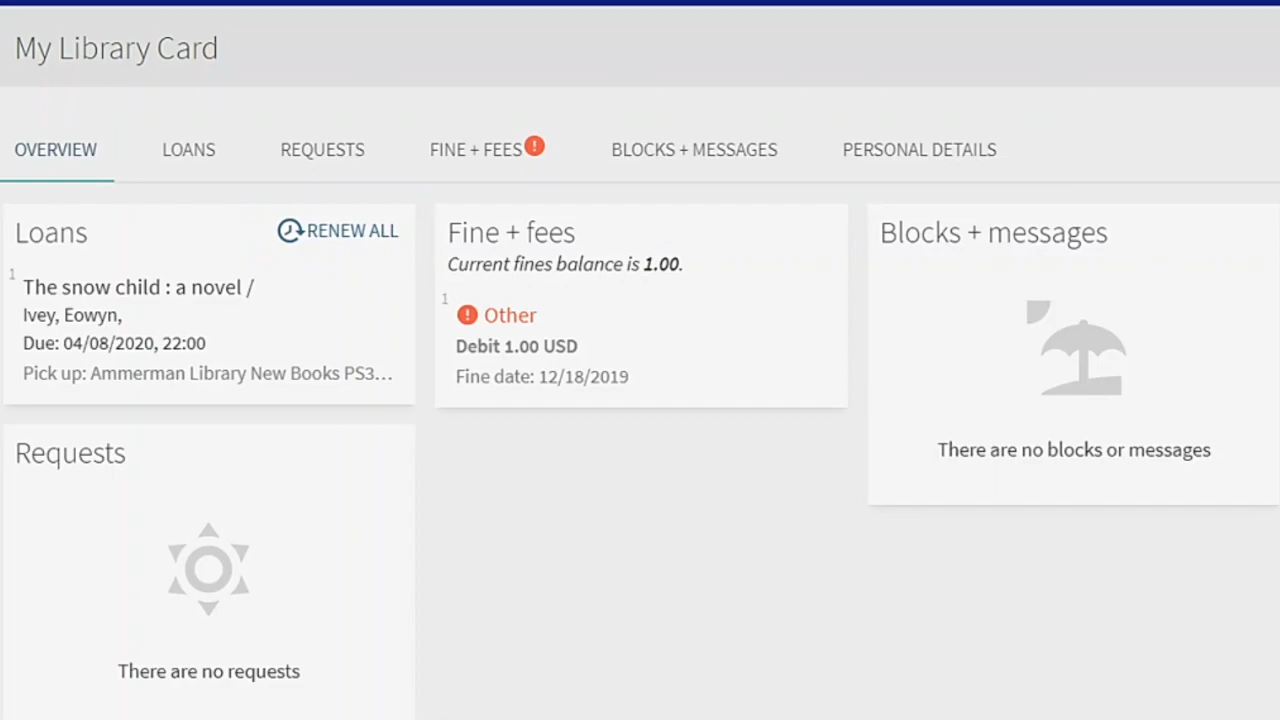 My Library Card
OVERVIEW
LOANS
REQUESTS
FINE + FEES
BLOCKS + MESSAGES
PERSONAL DETAILS
Loans
RENEW ALL
1
The snow child : a novel /
Ivey, Eowyn,
Due: 04/08/2020, 22:00
Pick up: Ammerman Library New Books PS3...
Requests
There are no requests
Fine + fees
Current fines balance is 1.00.
1
Other
Debit 1.00 USD
Fine date: 12/18/2019
Blocks + messages
There are no blocks or messages